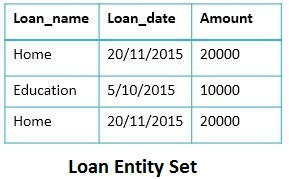 Loan_name Loan_date Amount
Home 20/11/2015 20000
Education 5/10/2015 10000
Home 20/11/2015 20000
Loan Entity Set